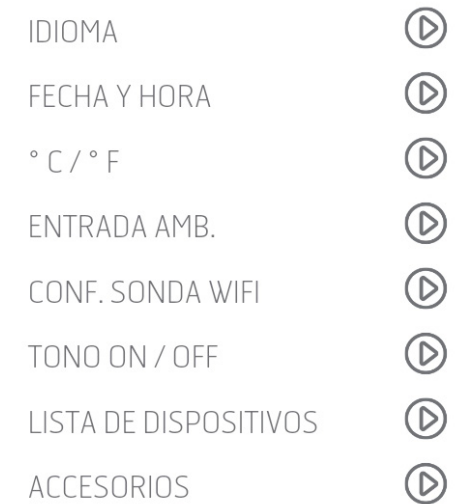 IDIOMA
FECHA Y HORA
° C / ° F
ENTRADA AMB.
CONF. SONDA WIFI
TONO ON / OFF
LISTA DE DISPOSITIVOS
ACCESORIOS